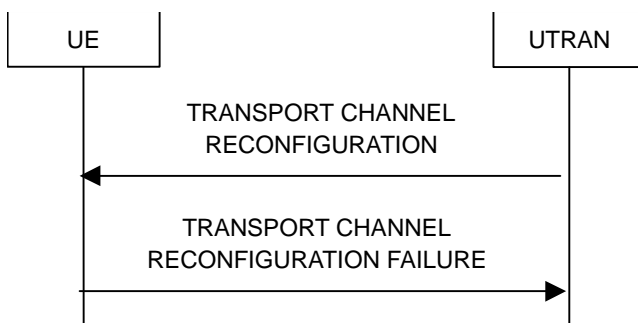 UE
UTRAN
TRANSPORT CHANNEL
RECONFIGURATION
TRANSPORT CHANNEL
RECONFIGURATION FAILURE